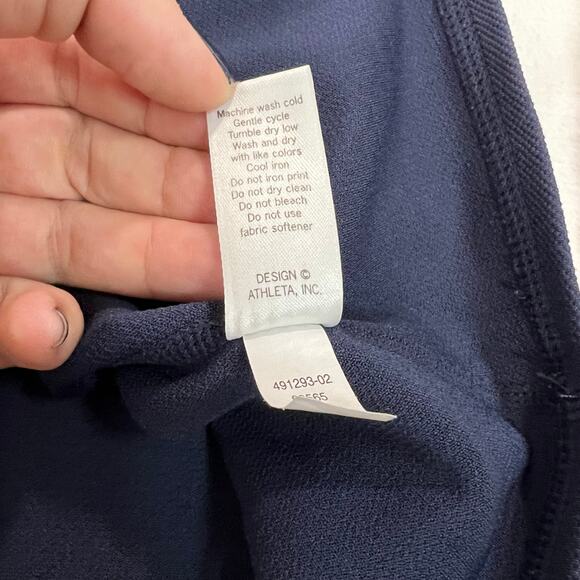 Machine wash cold
Gentle cycle
Tumble dry low
Wash and dry
with like colors
Cool iron
Do not iron print
Do not dry clean
Do not bleach
Do not use
fabric softener
DESIGN ©
ATHLETA, INC.
491293-02